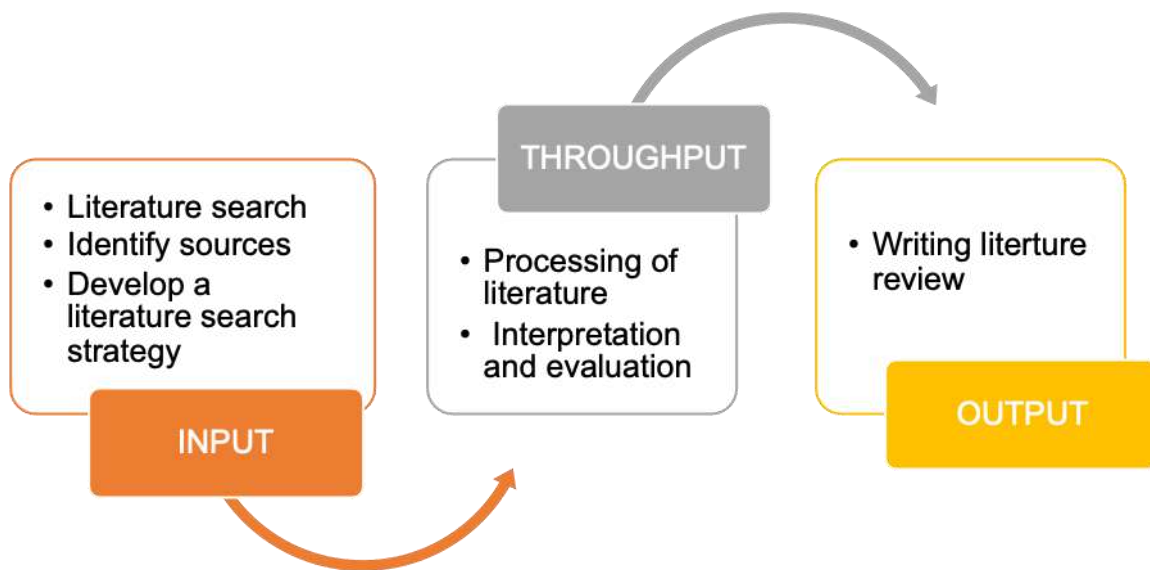 • Literature search
• Identify sources
• Develop a
literature search
strategy
INPUT
THROUGHPUT
• Processing of
literature
• Interpretation
and evaluation
• Writing literture
review
OUTPUT